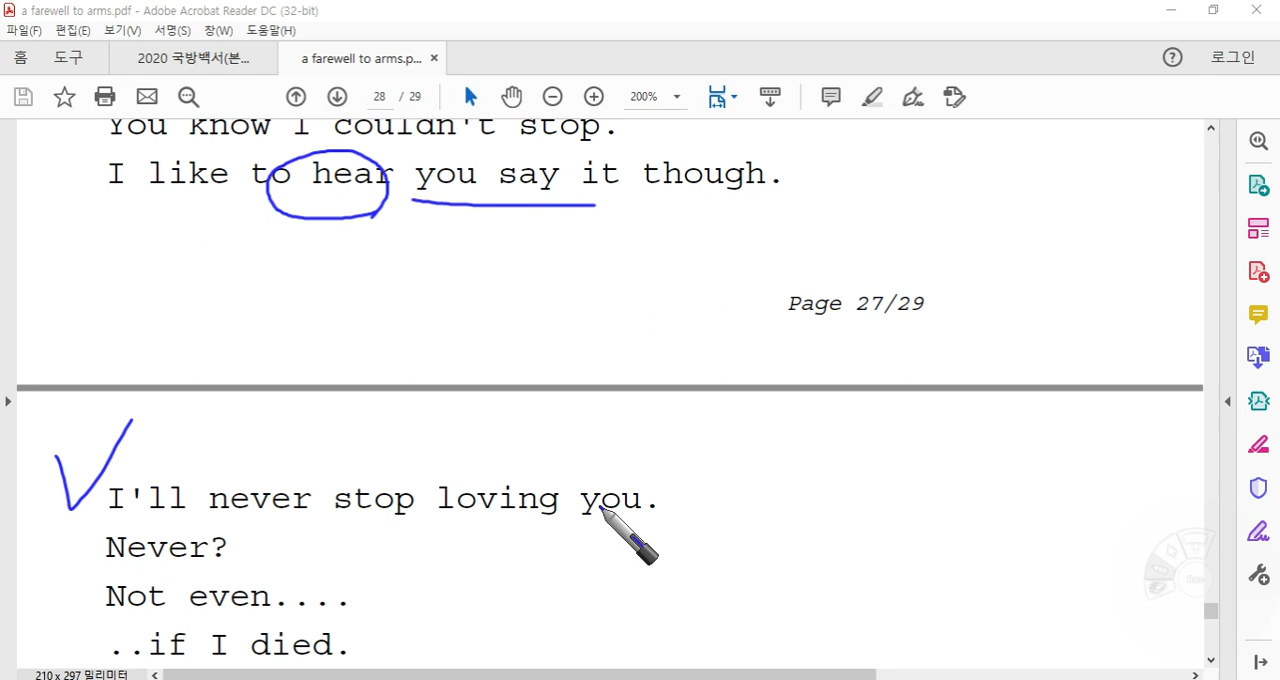 a farewell to arms.pdf - Adobe Acrobat Reader DC (32-bit)
파일(F) 편집(E) 보기(V) 서명(S) 창(W) 도움말(H)
홈 도구 2020 국방백서(본... a farewell to arms.p... × ? 로그인
28 / 29 200%
You know I couldn't stop.
I like to hear you say it though.
Page 27/29
I'll never stop loving you.
Never?
Not even....
..if I died.
210 x 297 밀리미터